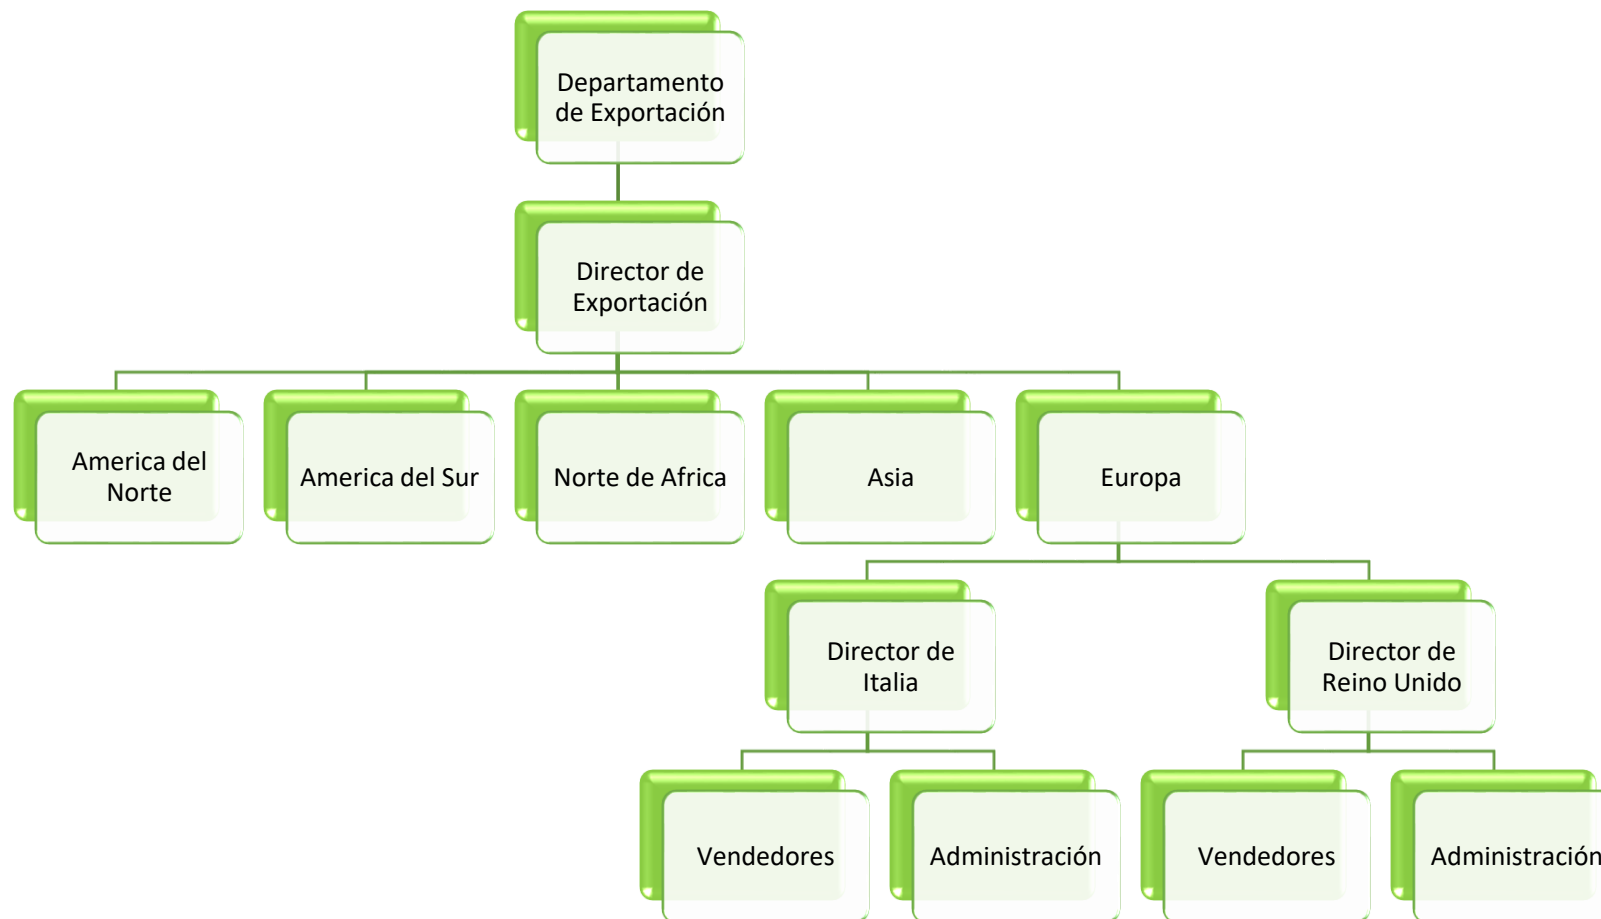 Departamento
de Exportación
Director de
Exportación
America del
Norte
America del Sur
Norte de Africa
Asia
Europa
Director de
Italia
Director de
Reino Unido
Vendedores
Administración
Vendedores
Administración